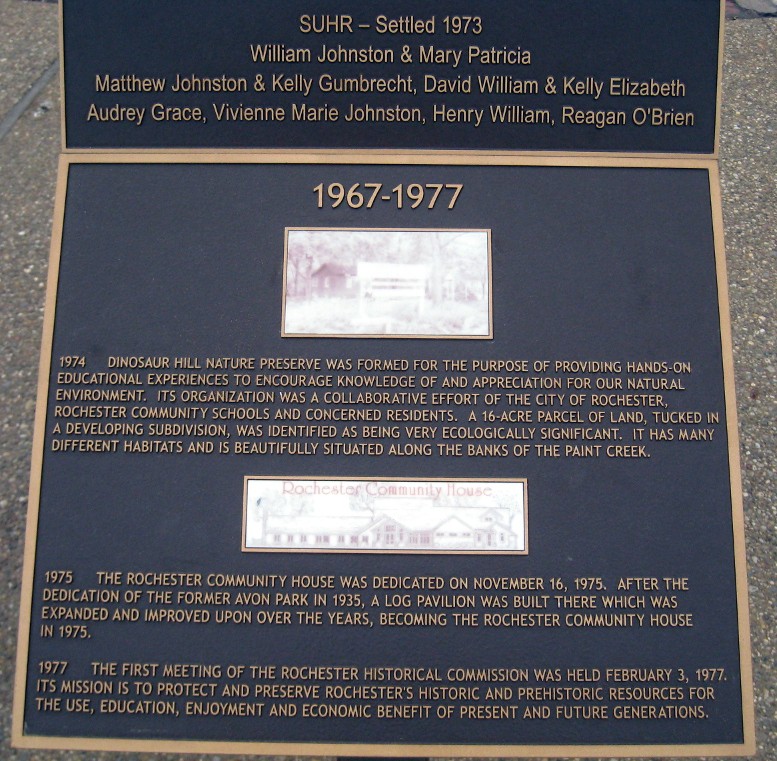 SUHR – Settled 1973
William Johnston & Mary Patricia
Matthew Johnston & Kelly Gumbrecht, David William & Kelly Elizabeth
Audrey Grace, Vivienne Marie Johnston, Henry William, Reagan O'Brien
1967-1977
1974 DINOSAUR HILL NATURE PRESERVE WAS FORMED FOR THE PURPOSE OF PROVIDING HANDS-ON
EDUCATIONAL EXPERIENCES TO ENCOURAGE KNOWLEDGE OF AND APPRECIATION FOR OUR NATURAL
ENVIRONMENT. ITS ORGANIZATION WAS A COLLABORATIVE EFFORT OF THE CITY OF ROCHESTER,
ROCHESTER COMMUNITY SCHOOLS AND CONCERNED RESIDENTS. A 16-ACRE PARCEL OF LAND, TUCKED IN
A DEVELOPING SUBDIVISION, WAS IDENTIFIED AS BEING VERY ECOLOGICALLY SIGNIFICANT. IT HAS MANY
DIFFERENT HABITATS AND IS BEAUTIFULLY SITUATED ALONG THE BANKS OF THE PAINT CREEK.
Rochester Community House
1975 THE ROCHESTER COMMUNITY HOUSE WAS DEDICATED ON NOVEMBER 16, 1975. AFTER THE
DEDICATION OF THE FORMER AVON PARK IN 1935, A LOG PAVILION WAS BUILT THERE WHICH WAS
EXPANDED AND IMPROVED UPON OVER THE YEARS, BECOMING THE ROCHESTER COMMUNITY HOUSE
IN 1975.
1977 THE FIRST MEETING OF THE ROCHESTER HISTORICAL COMMISSION WAS HELD FEBRUARY 3, 1977.
ITS MISSION IS TO PROTECT AND PRESERVE ROCHESTER'S HISTORIC AND PREHISTORIC RESOURCES FOR
THE USE, EDUCATION, ENJOYMENT AND ECONOMIC BENEFIT OF PRESENT AND FUTURE GENERATIONS.